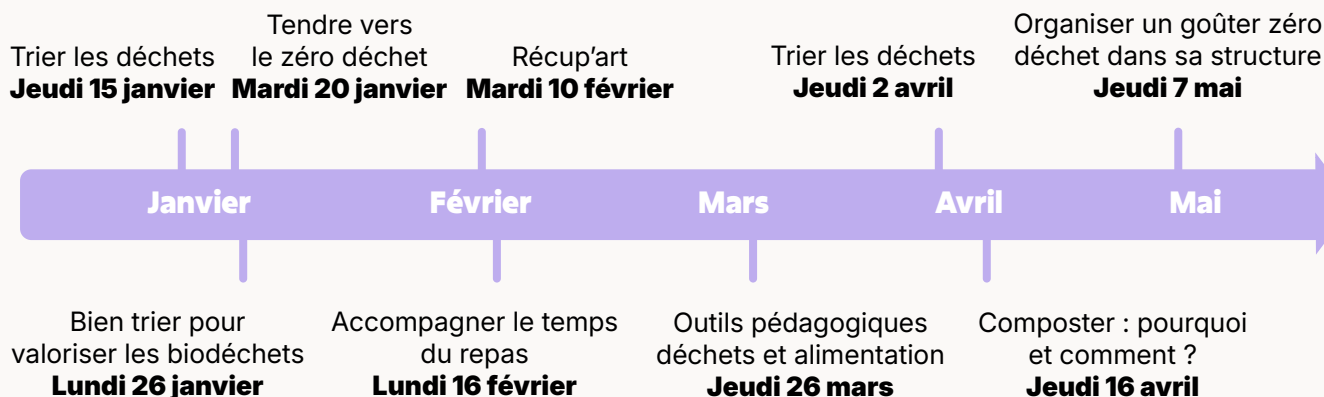 Trier les déchets
Jeudi 15 janvier
Tendre vers
le zéro déchet
Mardi 20 janvier
Récup’art
Mardi 10 février
Trier les déchets
Jeudi 2 avril
Organiser un goûter zéro
déchet dans sa structure
Jeudi 7 mai
Janvier
Février
Mars
Avril
Mai
Bien trier pour
valoriser les biodéchets
Lundi 26 janvier
Accompagner le temps
du repas
Lundi 16 février
Outils pédagogiques
déchets et alimentation
Jeudi 26 mars
Composter : pourquoi
et comment ?
Jeudi 16 avril